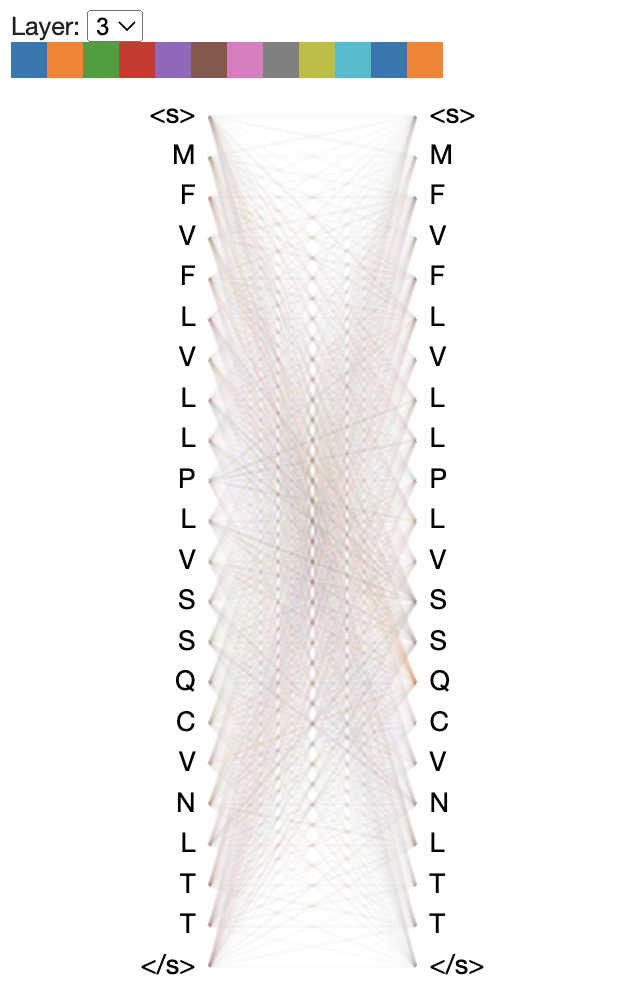 Layer: 3
<s> <s>
M M
F F
V V
F F
L L
V V
L L
L L
P P
L L
V V
S S
S S
Q Q
C C
V V
N N
L L
T T
T T
</s> </s>